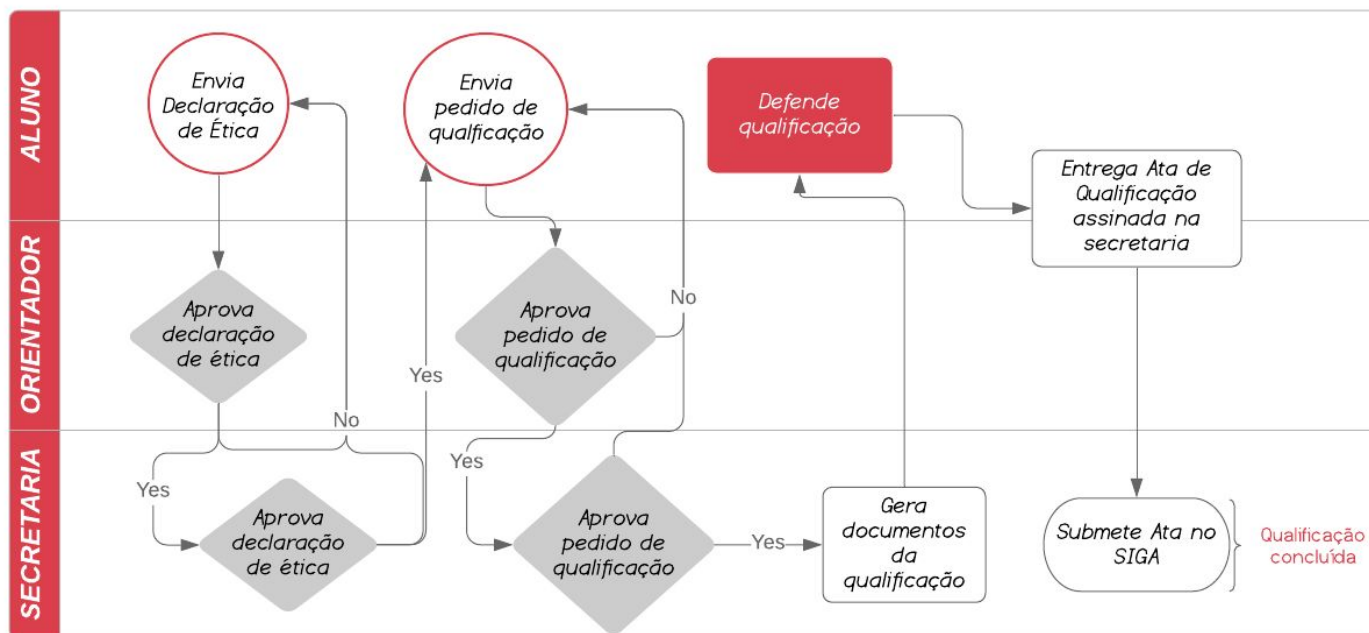 ALUNO
Envia
Declaração
de Ética
Envia
pedido de
qualficação
Defende
qualificação
Entrega Ata de
Qualificação
assinada na
secretaria
ORIENTADOR
Aprova
declaração
de ética
Aprova
pedido de
qualificação
No
Yes
No
SECRETARIA
Yes
Aprova
declaração
de ética
Yes
Aprova
pedido de
qualificação
Yes
Gera
documentos
da
qualificação
Submete Ata no
SIGA
Qualificação
concluída